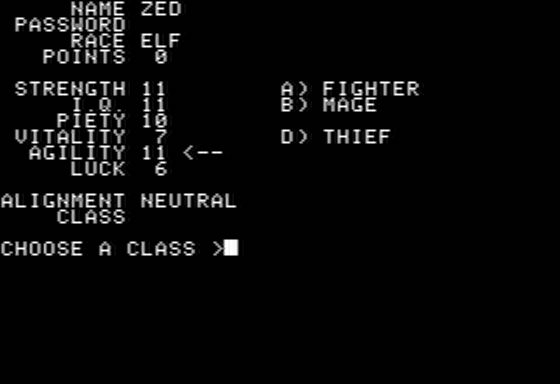 NAME ZED
PASSWORD
RACE ELF
POINTS 0
STRENGTH 11 A) FIGHTER
I.Q. 11 B) MAGE
PIETY 10
VITALITY 7 D) THIEF
AGILITY 11 <--
LUCK 6
ALIGNMENT NEUTRAL
CLASS
CHOOSE A CLASS >